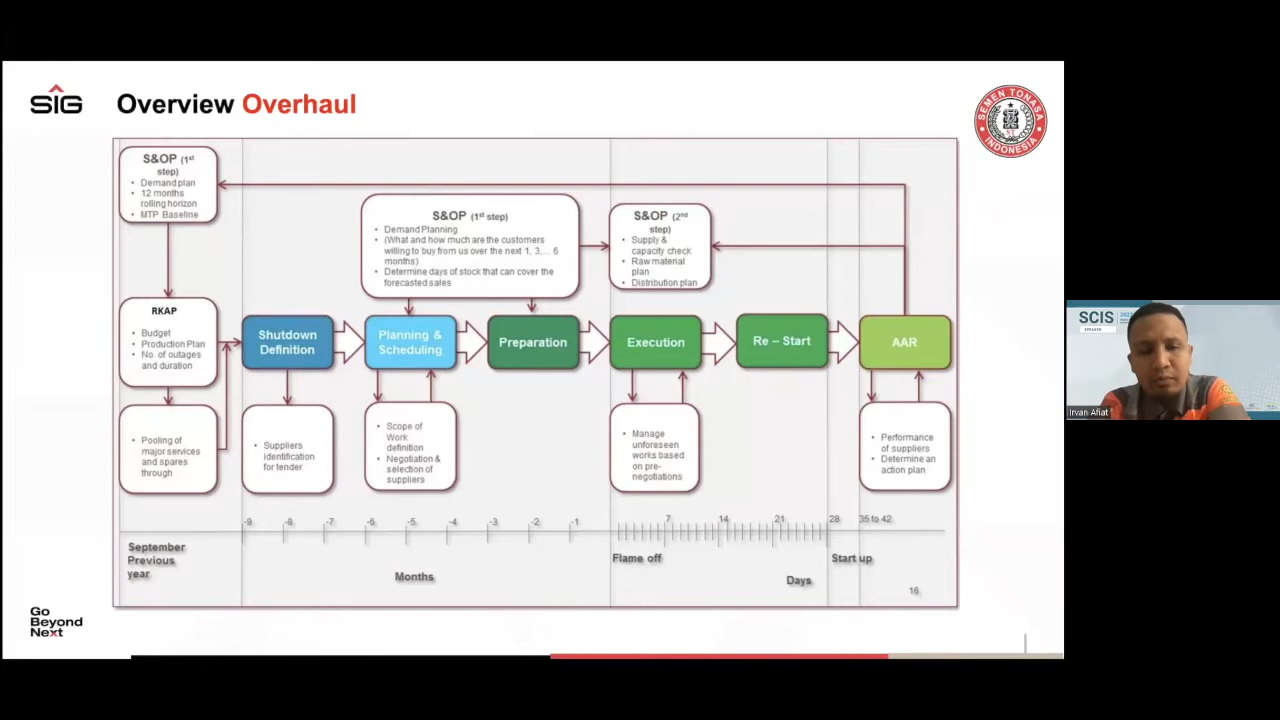 SIG
Overview Overhaul
SEMEN TONASA
INDONESIA
S&OP (1st
step)
• Demand plan
• 12 months
rolling horizon
• MTP Baseline
S&OP (1st step)
• Demand Planning
• (What and how much are the customers
willing to buy from us over the next 1, 3,... 6
months)
• Determine days of stock that can cover the
forecasted sales
S&OP (2nd
step)
• Supply &
capacity check
• Raw material
plan
• Distribution plan
RKAP
• Budget
• Production Plan
• No. of outages
and duration
Shutdown
Definition
Planning &
Scheduling
Preparation
Execution
Re – Start
AAR
• Pooling of
major services
and spares
through
• Suppliers
identification
for tender
• Scope of
Work
definition
• Negotiation &
selection of
suppliers
• Manage
unforeseen
works based
on pre-
negotiations
• Performance
of suppliers
• Determine an
action plan
-9 -8 -7 -6 -5 -4 -3 -2 -1 7 14 21 28 35 to 42
September
Previous
year
Months
Flame off
Days
Start up
16
Go
Beyond
Next
SCIS
SPEAKER
Irvan Afiat